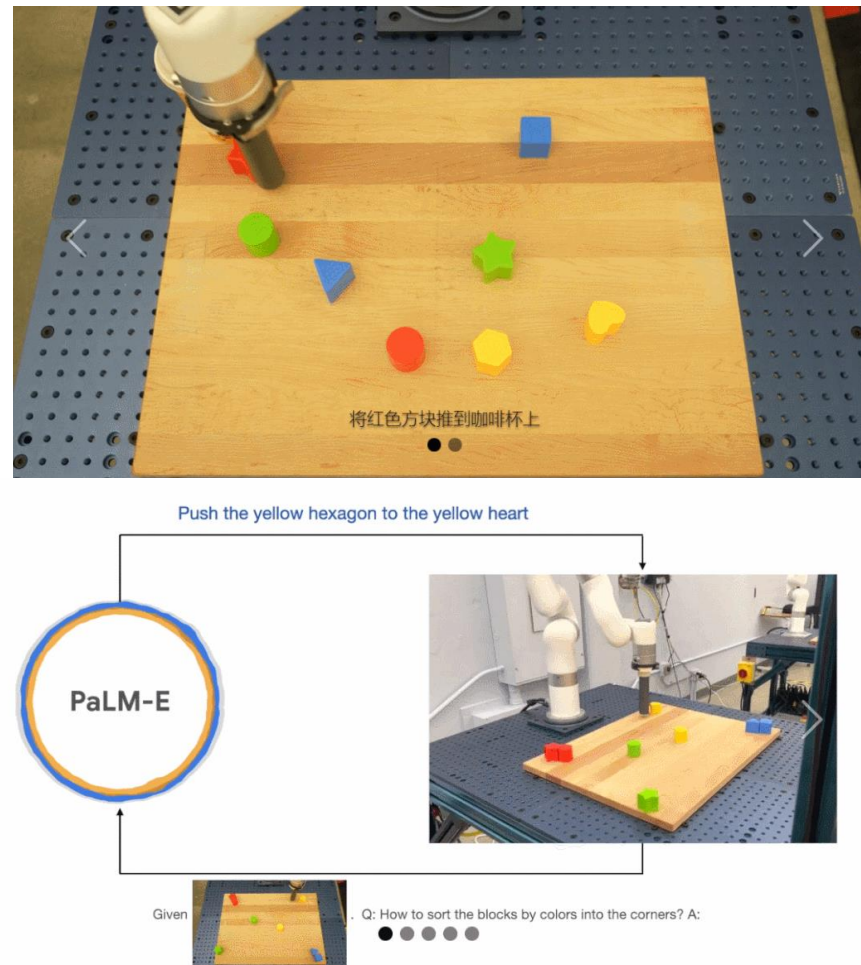 将红色方块推到咖啡杯上
Push the yellow hexagon to the yellow heart
PaLM-E
Given . Q: How to sort the blocks by colors into the corners? A: